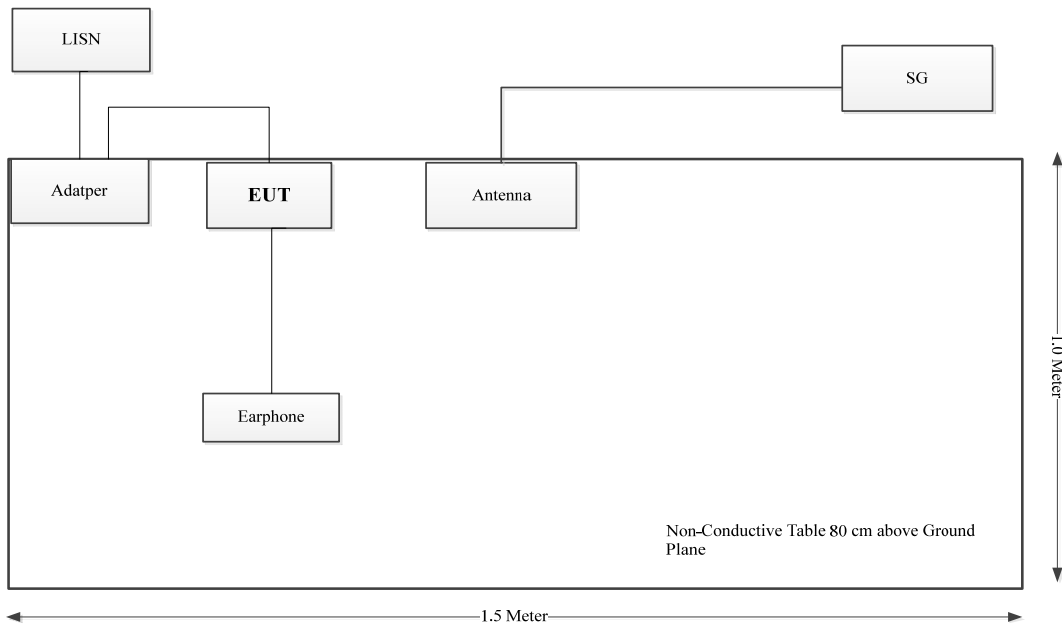 LISN
SG
Adatper
EUT
Antenna
Earphone
Non-Conductive Table 80 cm above Ground
Plane
1.0 Meter
1.5 Meter